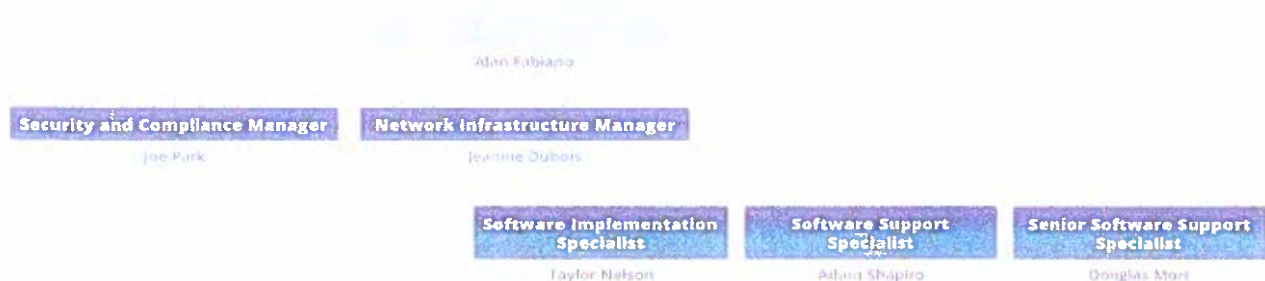 Alan Fabiano
Security and Compliance Manager
Network Infrastructure Manager
Joe Park
Jeanine Dubois
Software Implementation
Specialist
Software Support
Specialist
Senior Software Support
Specialist
Taylor Nelson
Adina Shapiro
Douglas Mort